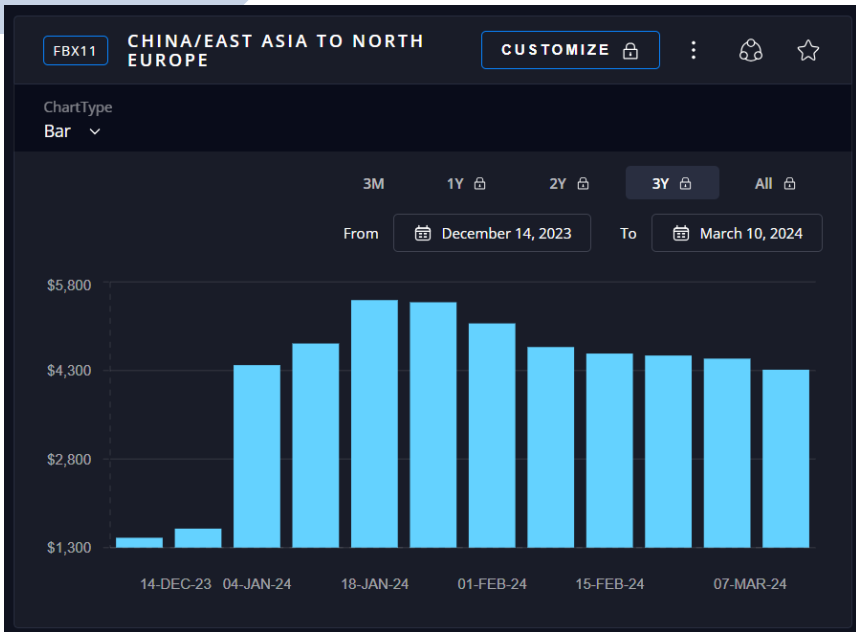 FBX11
CHINA/EAST ASIA TO NORTH
EUROPE
CUSTOMIZE
ChartType
Bar
3M 1Y 2Y 3Y All
From December 14, 2023 To March 10, 2024
$5,800
$4,300
$2,800
$1,300
14-DEC-23 04-JAN-24 18-JAN-24 01-FEB-24 15-FEB-24 07-MAR-24